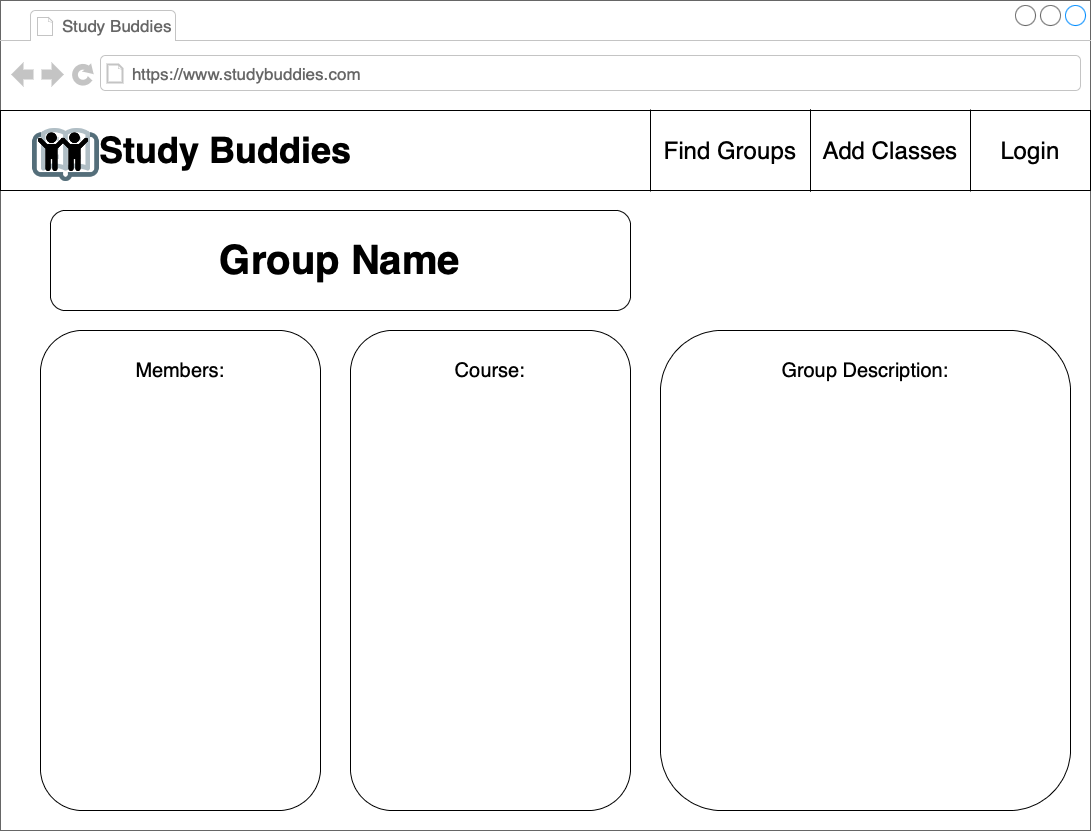 Study Buddies
https://www.studybuddies.com
Study Buddies
Find Groups
Add Classes
Login
Group Name
Members:
Course:
Group Description: